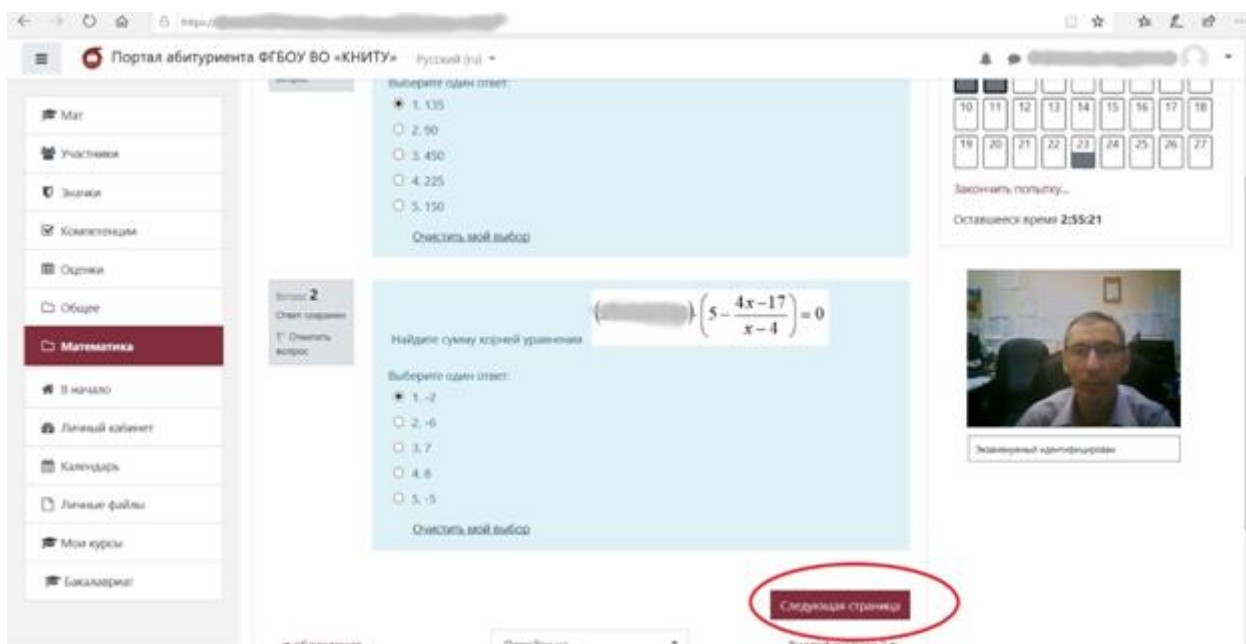 Портал абитуриента ФГБОУ ВО «КНИТУ» Русский (ru)
Мат
Участники
Значки
Компетенции
Оценки
Общее
Математика
В начало
Личный кабинет
Календарь
Личные файлы
Мои курсы
Бакалавриат
Выберите один ответ:
1. 135
2. 90
3. 450
4. 225
5. 150
Очистить мой выбор
Вопрос 2
Ответ сохранен
Отметить
вопрос
Найдите сумму корней уравнения ( ) (5 - (4x-17)/(x-4)) = 0
Выберите один ответ:
1. -2
2. -6
3. 7
5. -5
Очистить мой выбор
Следующая страница
10 11 12 13 14 15 16 17 18
19 20 21 22 23 24 25 26 27
Закончить попытку...
Оставшееся время 2:55:21
Экзаменуемый идентифицирован